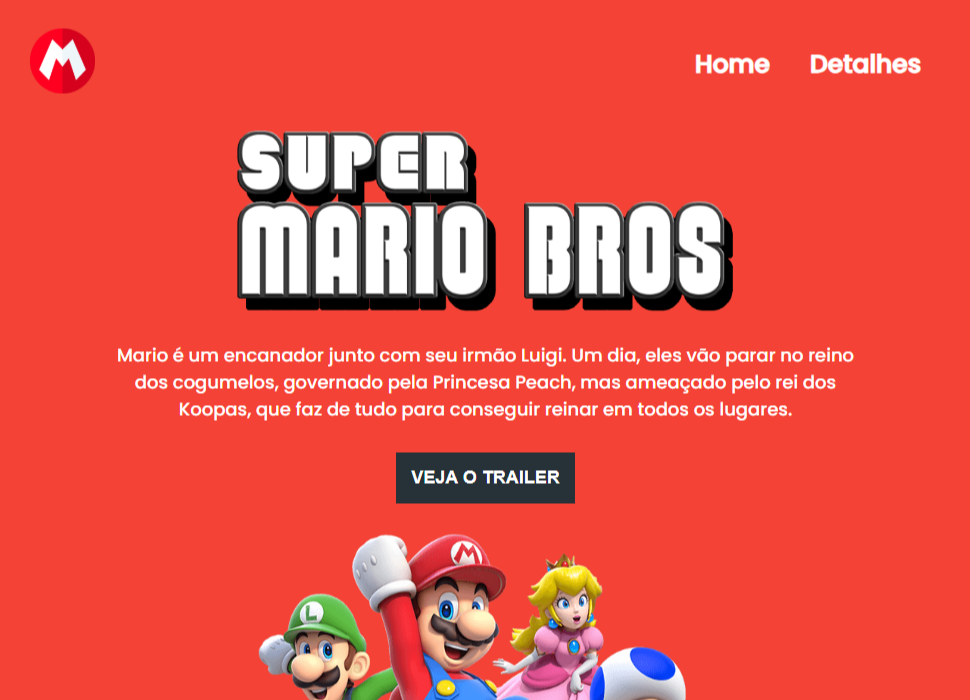 M
Home Detalhes
SUPER
MARIO BROS
Mario é um encanador junto com seu irmão Luigi. Um dia, eles vão parar no reino
dos cogumelos, governado pela Princesa Peach, mas ameaçado pelo rei dos
Koopas, que faz de tudo para conseguir reinar em todos os lugares.
VEJA O TRAILER
M
L